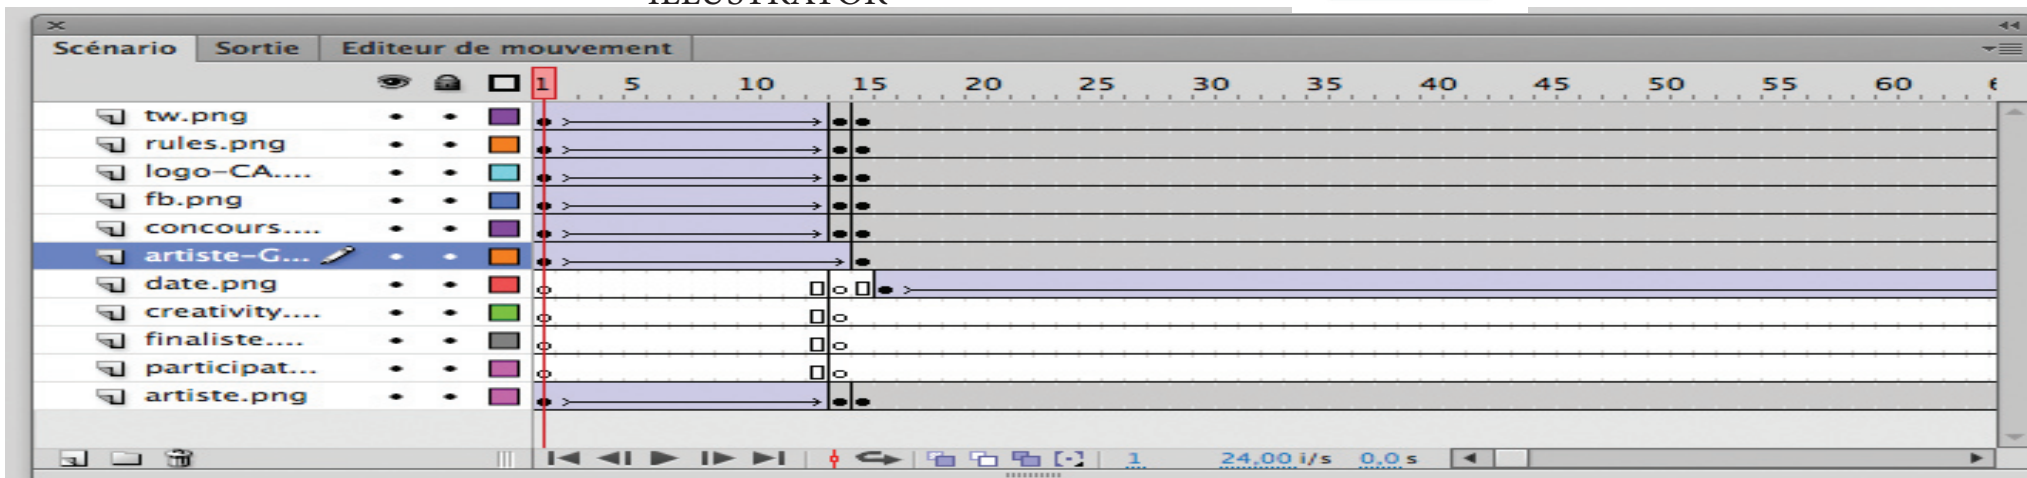 ILLUSTRATOR
Scénario Sortie Editeur de mouvement
1 5 10 15 20 25 30 35 40 45 50 55 60
tw.png
rules.png
logo-CA....
fb.png
concours....
artiste-G...
date.png
creativity....
finaliste....
participat...
artiste.png
1 24,00 i/s 0,0 s